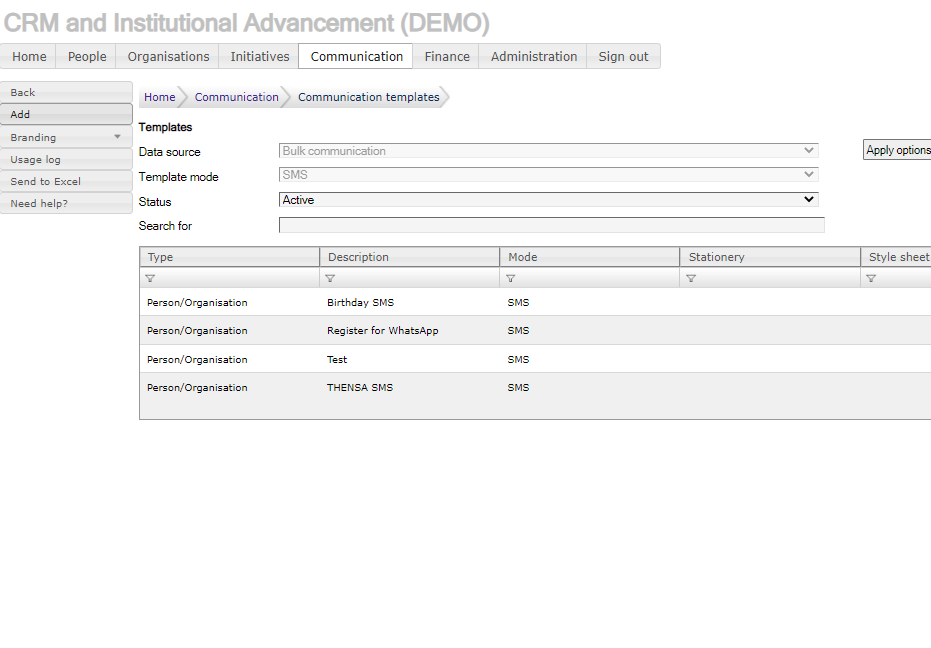 CRM and Institutional Advancement (DEMO)
Home People Organisations Initiatives Communication Finance Administration Sign out
Back
Add
Branding
Usage log
Send to Excel
Need help?
Home Communication Communication templates
Templates
Data source Bulk communication Apply options
Template mode SMS
Status Active
Search for
Type Description Mode Stationery Style sheet
Person/Organisation Birthday SMS SMS
Person/Organisation Register for WhatsApp SMS
Person/Organisation Test SMS
Person/Organisation THENSA SMS SMS